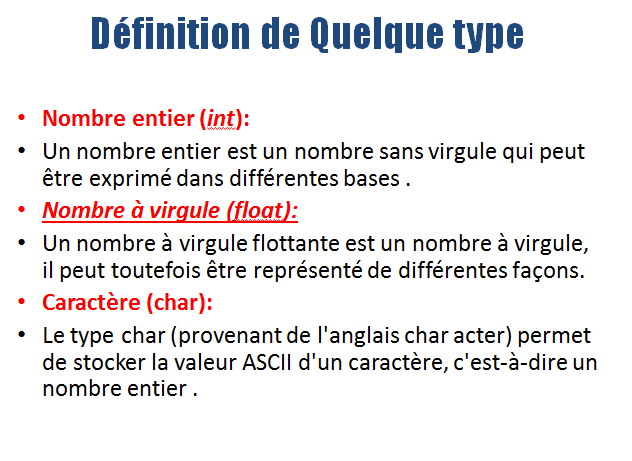 Définition de Quelque type
• Nombre entier (int):
• Un nombre entier est un nombre sans virgule qui peut
être exprimé dans différentes bases .
• Nombre à virgule (float):
• Un nombre à virgule flottante est un nombre à virgule,
il peut toutefois être représenté de différentes façons.
• Caractère (char):
• Le type char (provenant de l'anglais char acter) permet
de stocker la valeur ASCII d'un caractère, c'est-à-dire un
nombre entier .